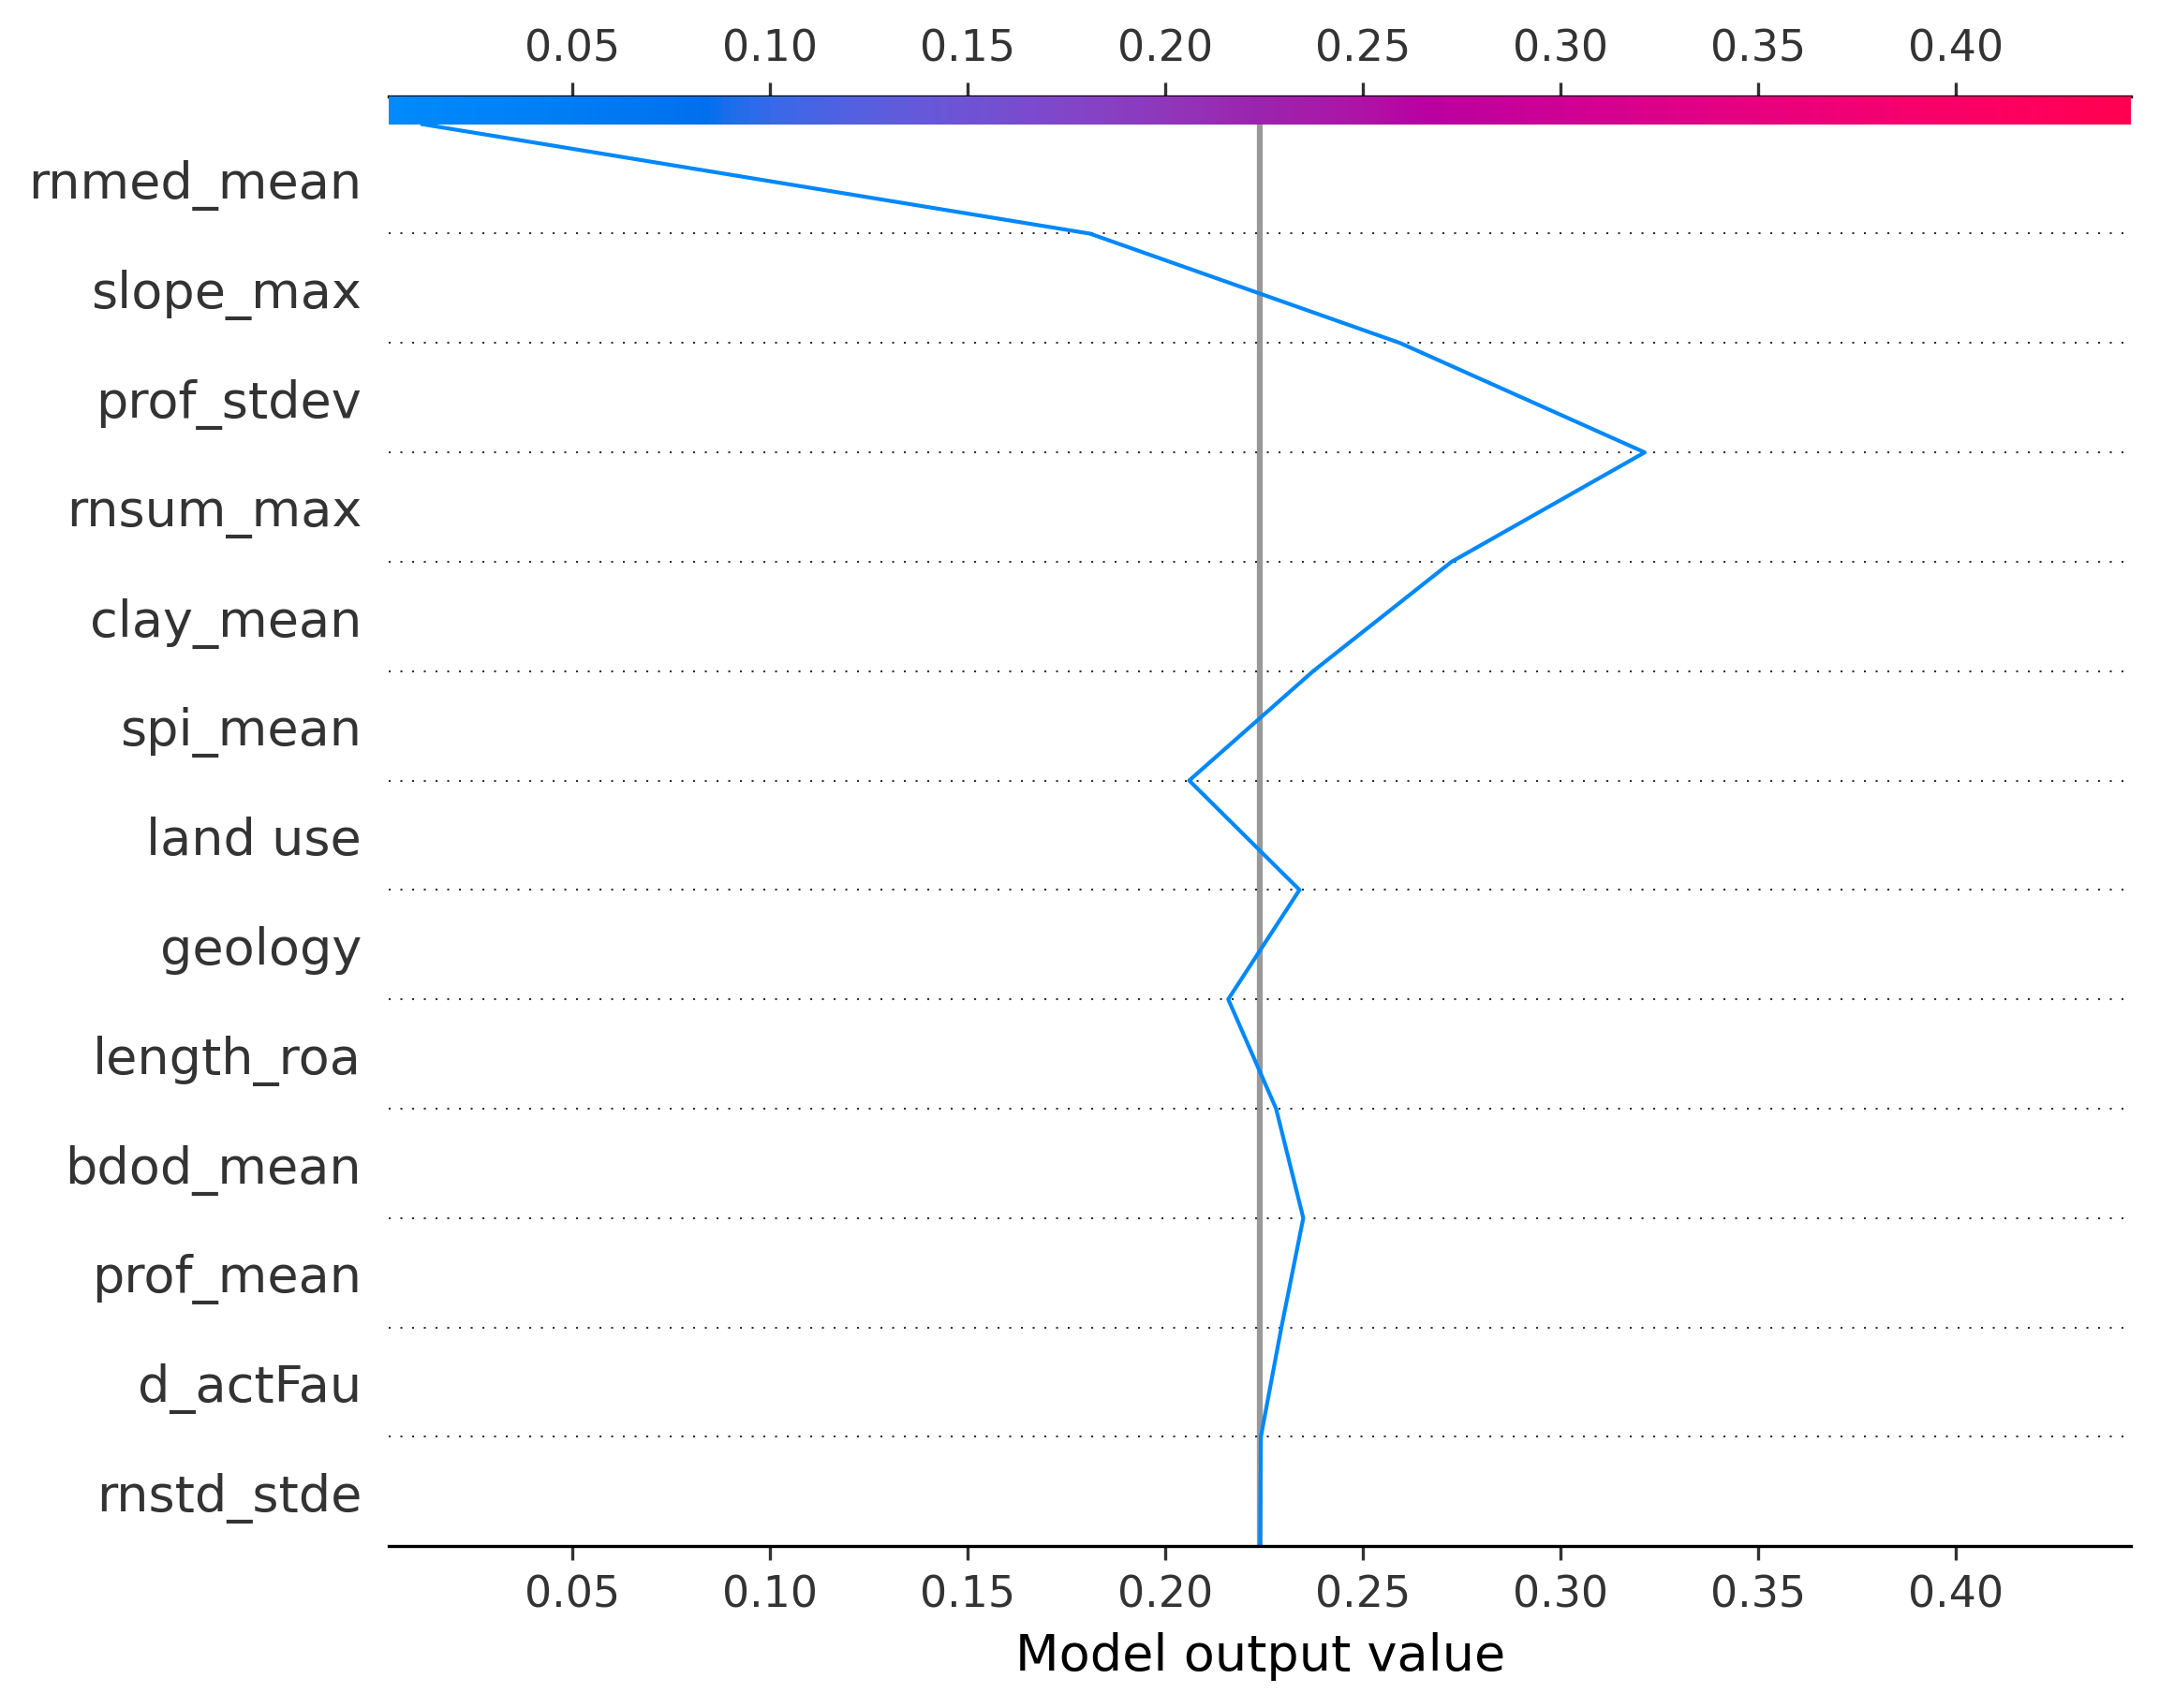 0.05 0.10 0.15 0.20 0.25 0.30 0.35 0.40
rnmed_mean
slope_max
prof_stdev
rnsum_max
clay_mean
spi_mean
land use
geology
length_roa
bdod_mean
prof_mean
d_actFau
rnstd_stde
0.05 0.10 0.15 0.20 0.25 0.30 0.35 0.40
Model output value